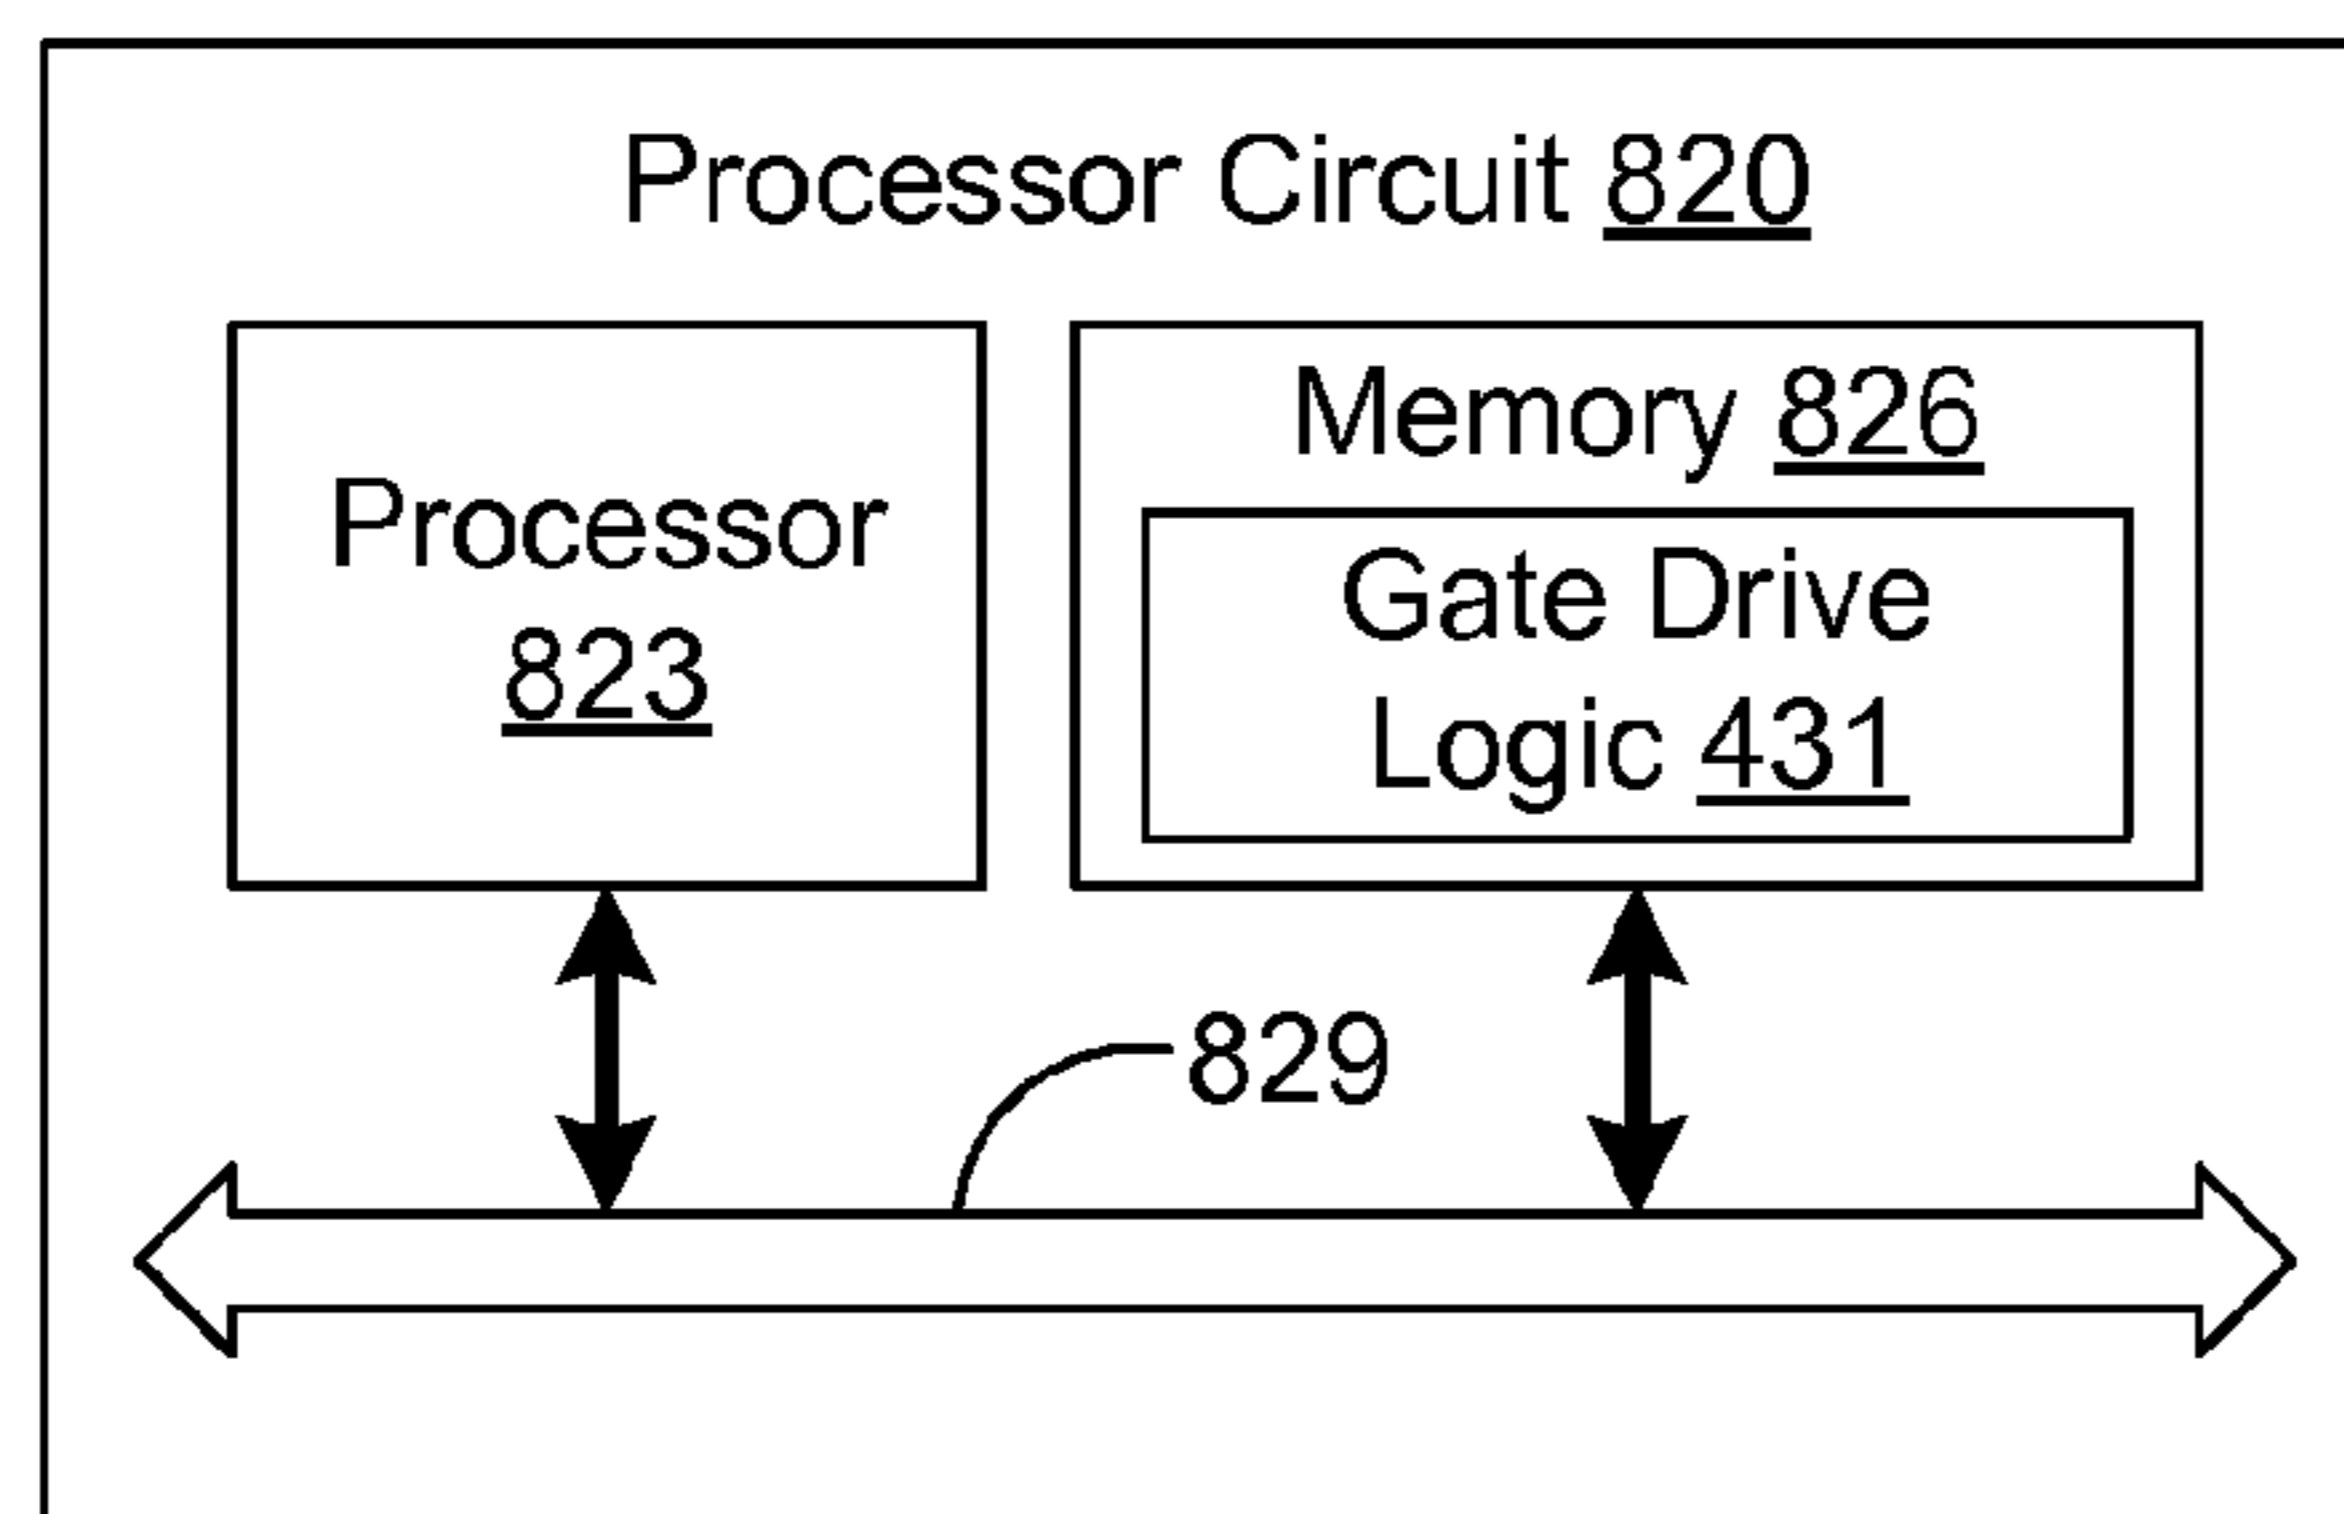 Processor Circuit 820
Processor
823
Memory 826
Gate Drive
Logic 431
829